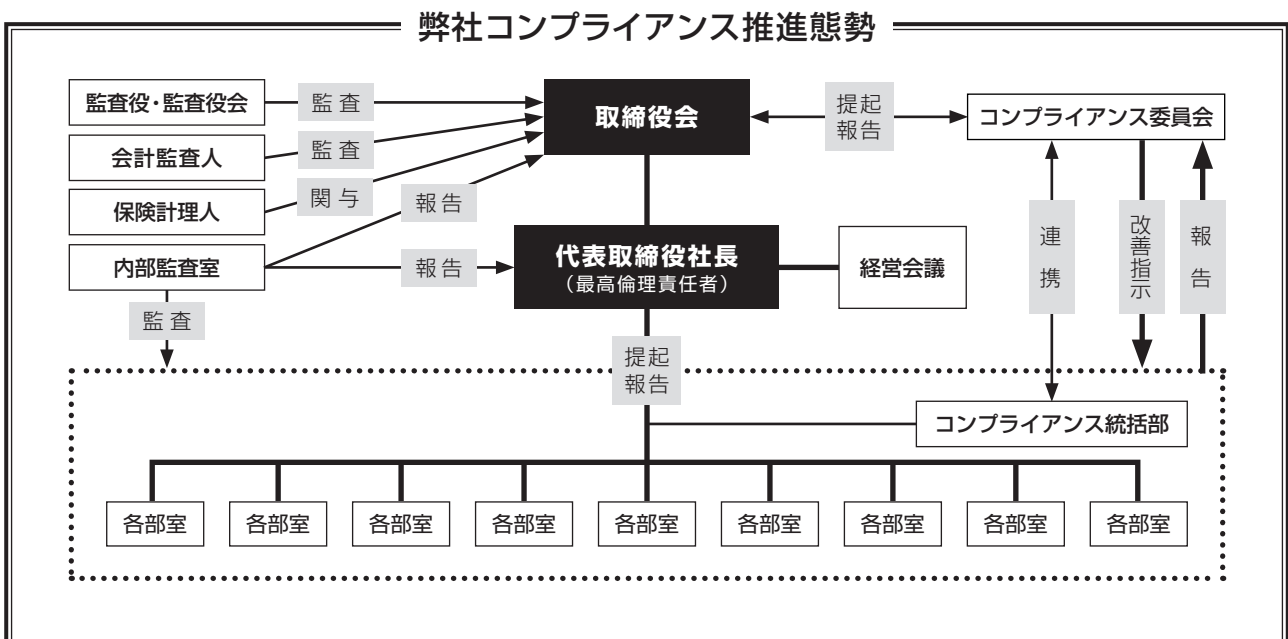 弊社コンプライアンス推進態勢
監査役・監査役会
監査
取締役会
提起
報告
コンプライアンス委員会
会計監査人
監査
保険計理人
関与
報告
内部監査室
報告
代表取締役社長
（最高倫理責任者）
経営会議
連携
改善指示
報告
監査
提起
報告
コンプライアンス統括部
各部室
各部室
各部室
各部室
各部室
各部室
各部室
各部室
各部室